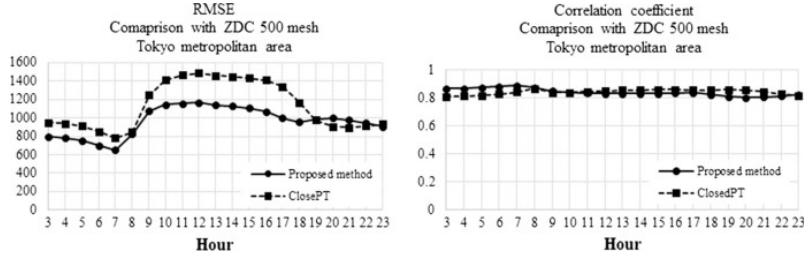 RMSE
Comaprison with ZDC 500 mesh
Tokyo metropolitan area
1600
1400
1200
1000
800
600
400
200
0
Proposed method
ClosePT
3 4 5 6 7 8 9 10 11 12 13 14 15 16 17 18 19 20 21 22 23
Hour
Correlation coefficient
Comaprison with ZDC 500 mesh
Tokyo metropolitan area
1
0.8
0.6
0.4
0.2
0
Proposed method
ClosedPT
3 4 5 6 7 8 9 10 11 12 13 14 15 16 17 18 19 20 21 22 23
Hour